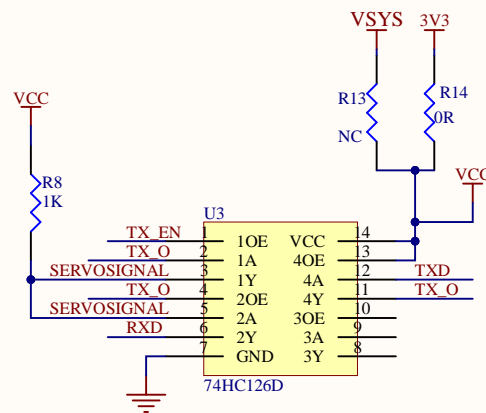 VSYS 3V3
R13 R14
NC 0R
VCC
VCC
R8
1K
U3
TX_EN 1 1OE VCC 14
TX_O 2 1A 4OE 13
SERVOSIGNAL 3 1Y 4A 12 TXD
TX_O 4 2OE 4Y 11 TX_O
SERVOSIGNAL 5 2A 3OE 10
RXD 6 2Y 3A 9
7 GND 3Y 8
74HC126D